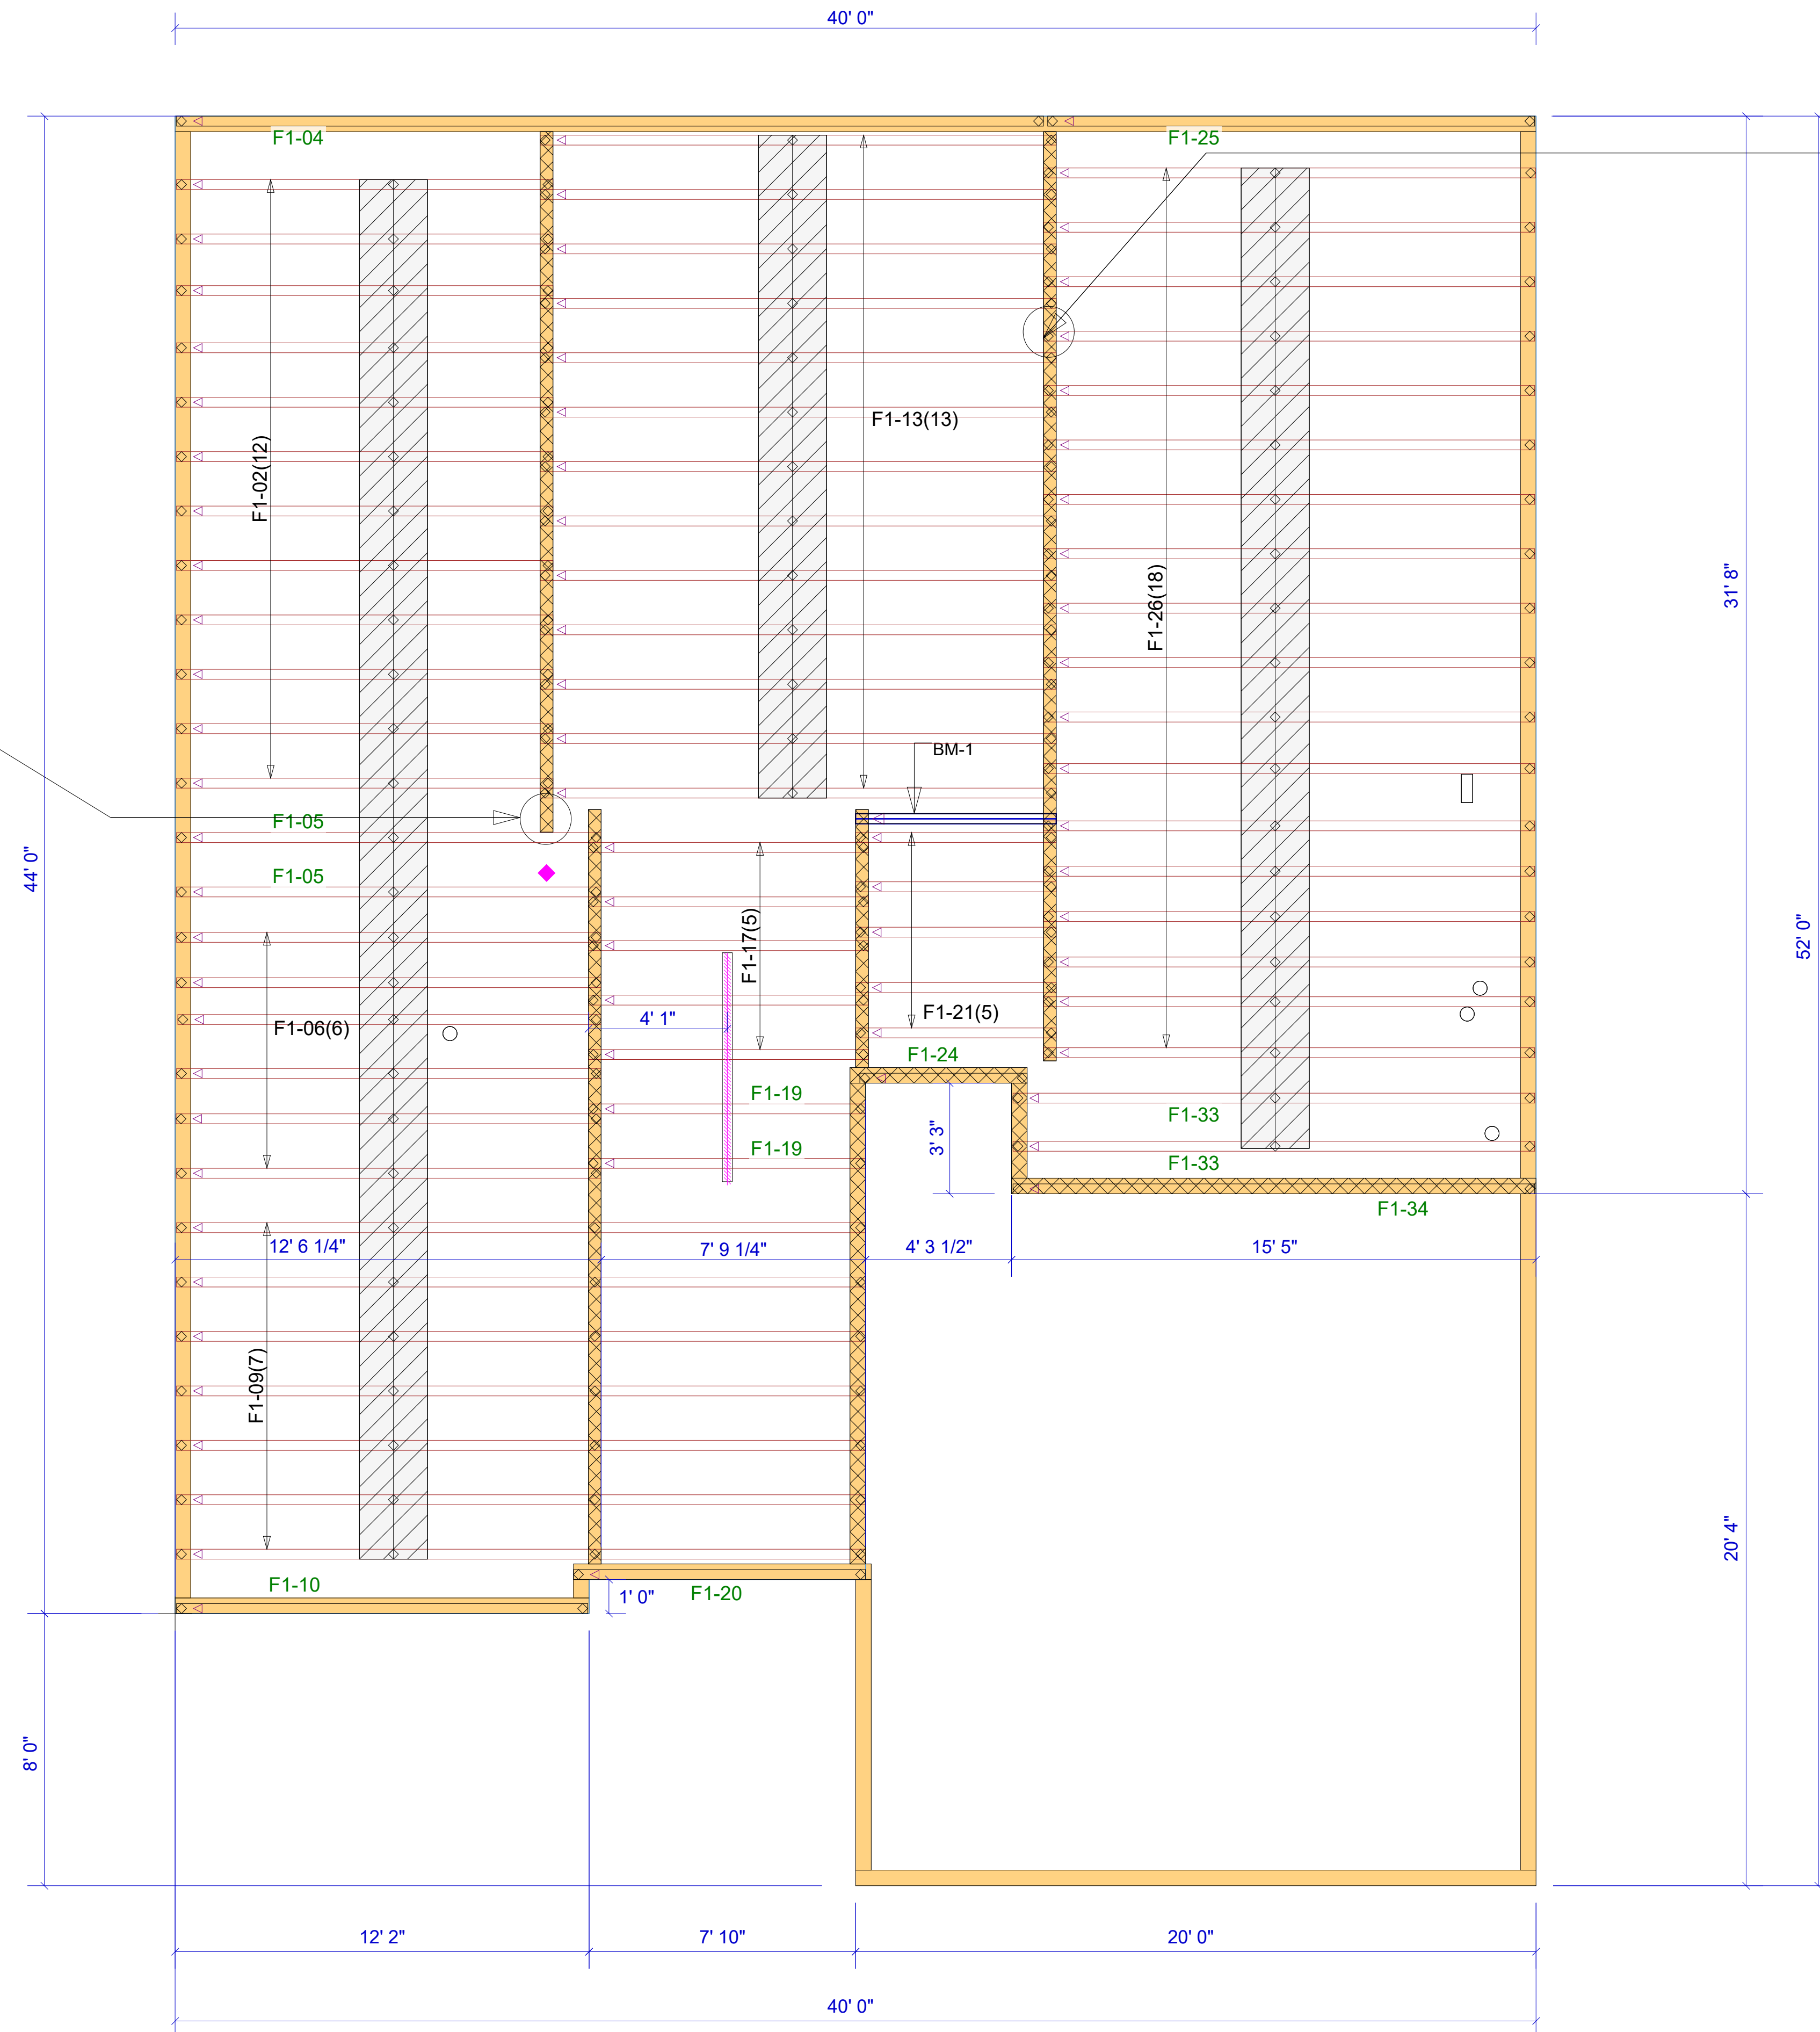 40' 0"
F1-04
F1-25
F1-13(13)
F1-02(12)
31' 8"
F1-26(18)
BM-1
F1-05
44' 0"
F1-05
52' 0"
F1-17(5)
F1-21(5)
4' 1"
F1-06(6)
F1-24
F1-19
F1-33
3' 3"
F1-19
F1-33
F1-34
12' 6 1/4"
7' 9 1/4"
4' 3 1/2"
15' 5"
F1-09(7)
20' 4"
F1-10
F1-20
1' 0"
8' 0"
12' 2"
7' 10"
20' 0"
40' 0"